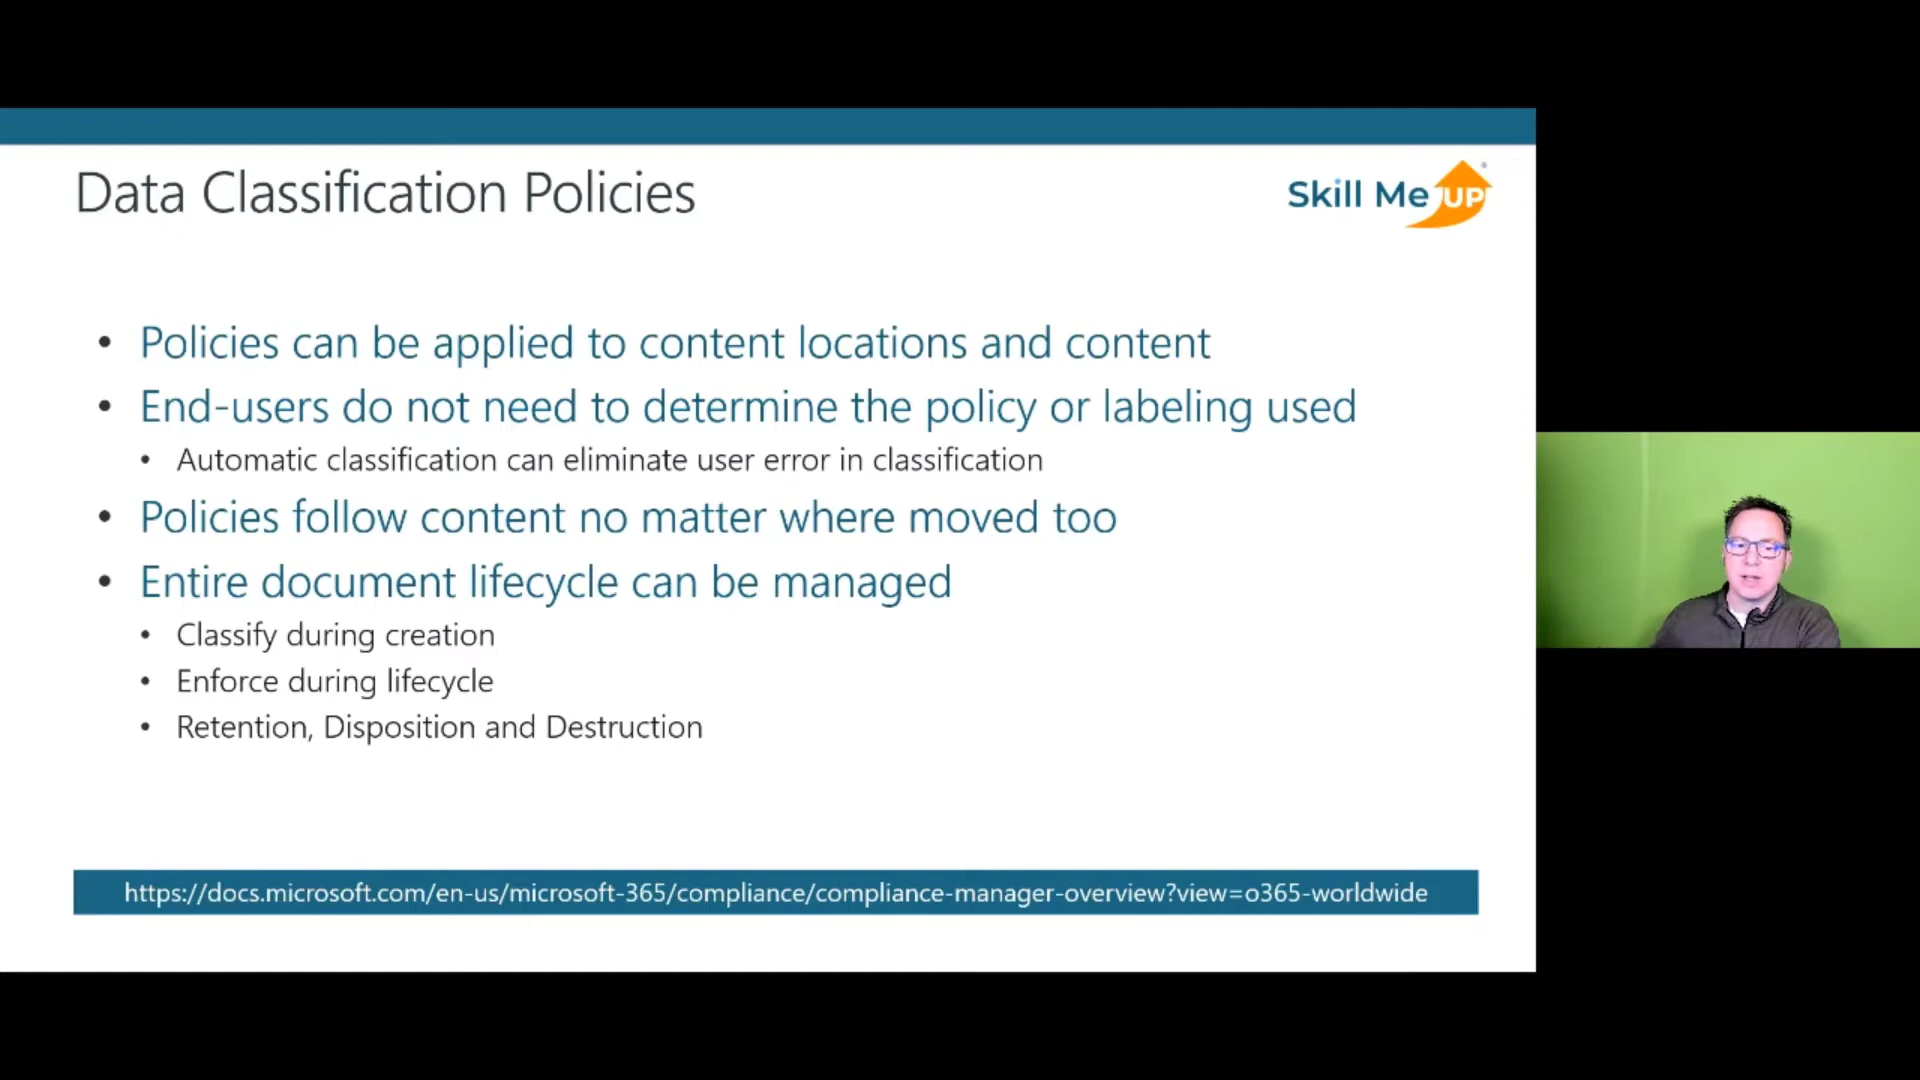 Data Classification Policies
Skill Me UP
• Policies can be applied to content locations and content
• End-users do not need to determine the policy or labeling used
• Automatic classification can eliminate user error in classification
• Policies follow content no matter where moved too
• Entire document lifecycle can be managed
• Classify during creation
• Enforce during lifecycle
• Retention, Disposition and Destruction
https://docs.microsoft.com/en-us/microsoft-365/compliance/compliance-manager-overview?view=o365-worldwide